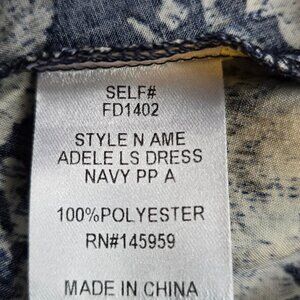 SELF#
FD1402
STYLE N AME
ADELE LS DRESS
NAVY PP A
100%POLYESTER
RN#145959
MADE IN CHINA